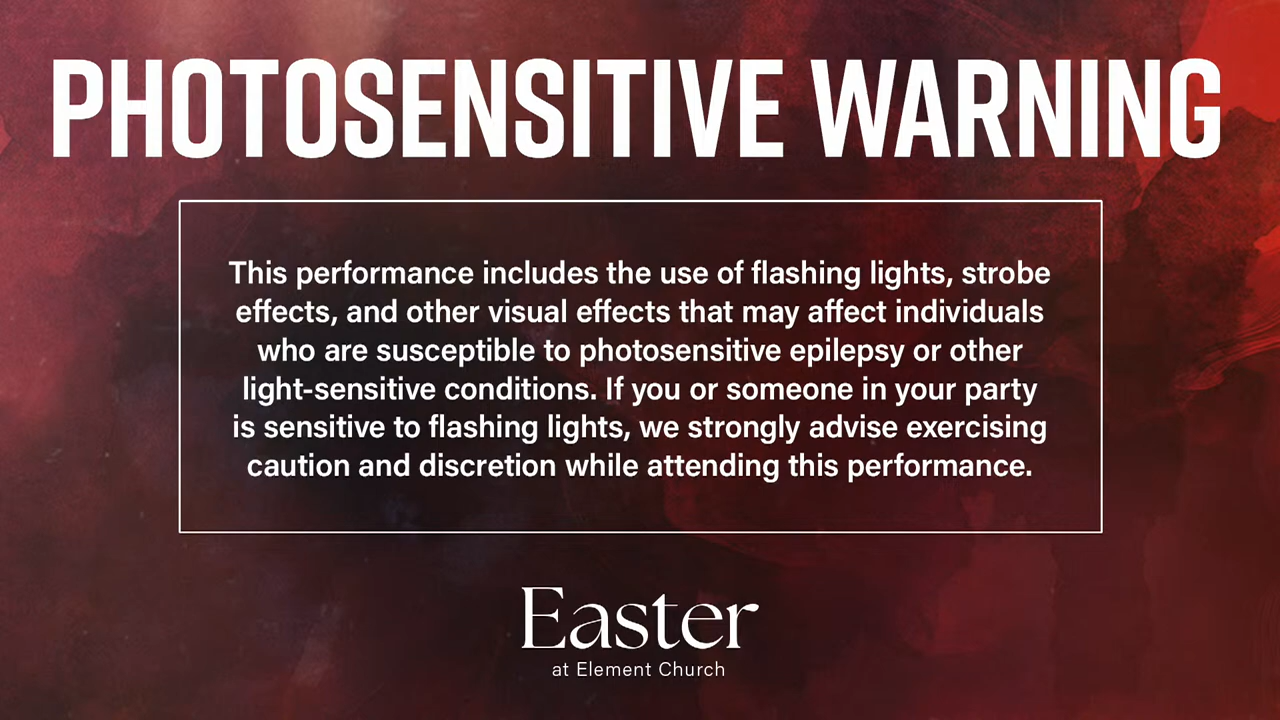 PHOTOSENSITIVE WARNING
This performance includes the use of flashing lights, strobe
effects, and other visual effects that may affect individuals
who are susceptible to photosensitive epilepsy or other
light-sensitive conditions. If you or someone in your party
is sensitive to flashing lights, we strongly advise exercising
caution and discretion while attending this performance.
Easter
at Element Church